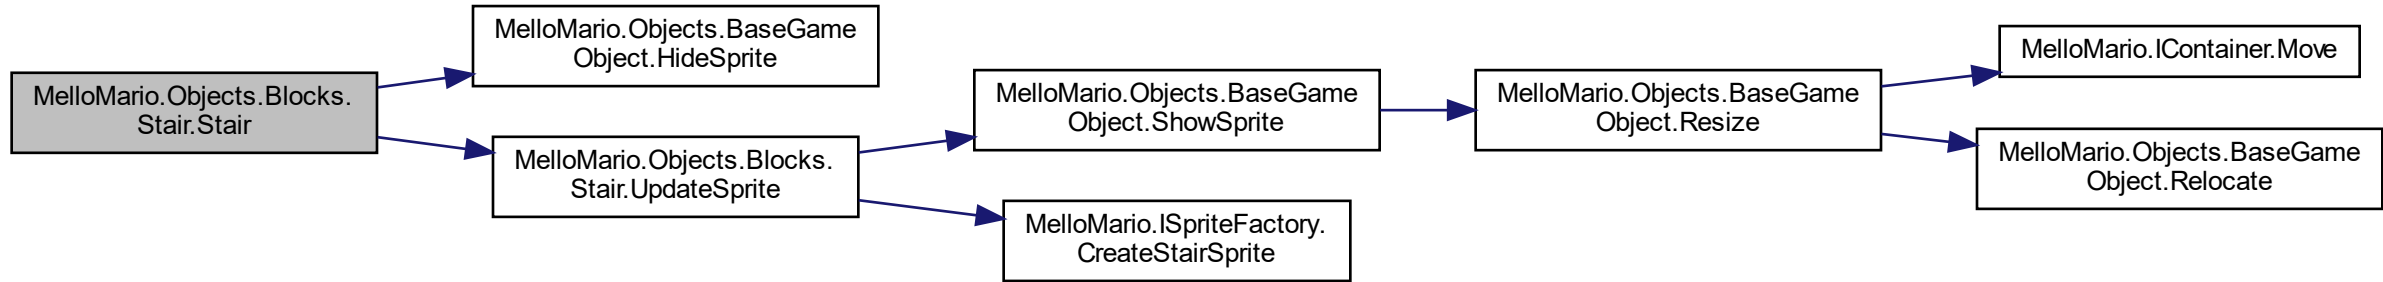 MelloMario.Objects.Blocks.
Stair.Stair
MelloMario.Objects.BaseGame
Object.HideSprite
MelloMario.Objects.Blocks.
Stair.UpdateSprite
MelloMario.Objects.BaseGame
Object.ShowSprite
MelloMario.ISpriteFactory.
CreateStairSprite
MelloMario.Objects.BaseGame
Object.Resize
MelloMario.IContainer.Move
MelloMario.Objects.BaseGame
Object.Relocate